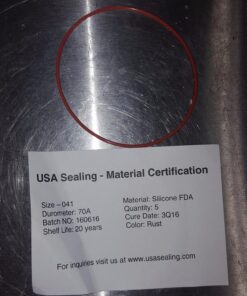 USA Sealing - Material Certification
Size -041 Material: Silicone FDA
Durometer: 70A Quantity: 5
Batch NO: 160616 Cure Date: 3Q16
Shelf Life: 20 years Color: Rust
For inquiries visit us at www.usasealing.com